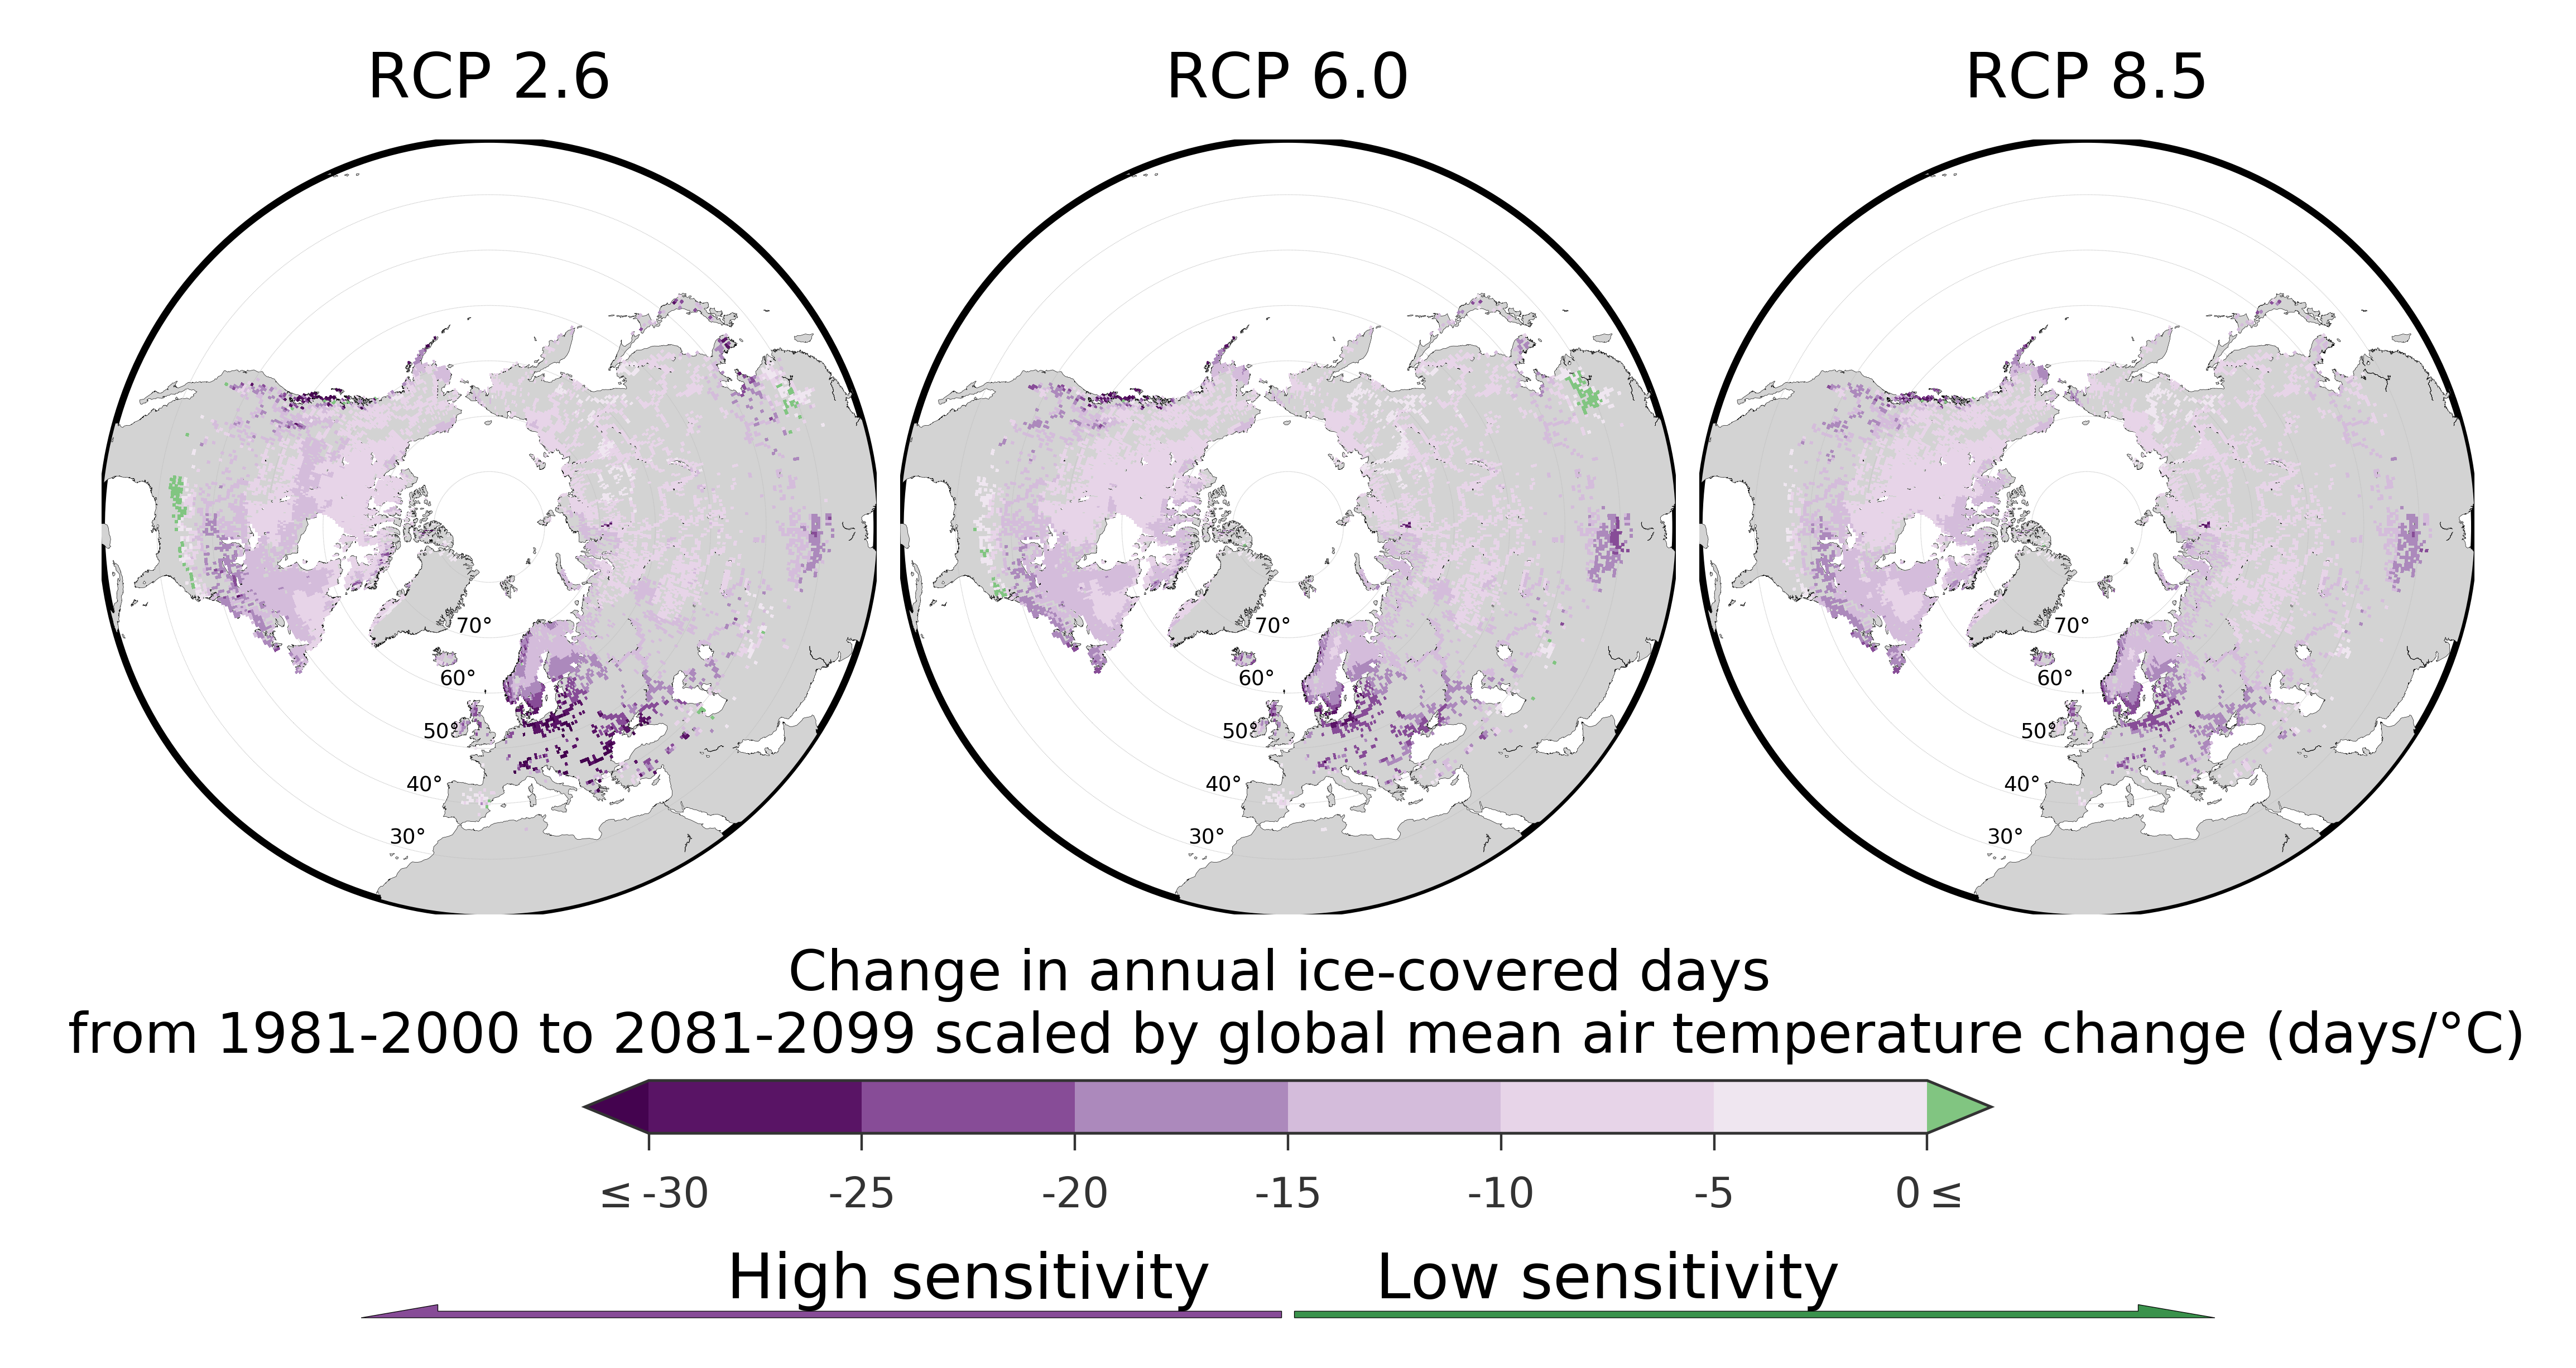 RCP 2.6 RCP 6.0 RCP 8.5
70° 70° 70°
60° 60° 60°
50° 50° 50°
40° 40° 40°
30° 30° 30°
Change in annual ice-covered days
from 1981-2000 to 2081-2099 scaled by global mean air temperature change (days/°C)
≤ -30 -25 -20 -15 -10 -5 0 ≤
High sensitivity Low sensitivity